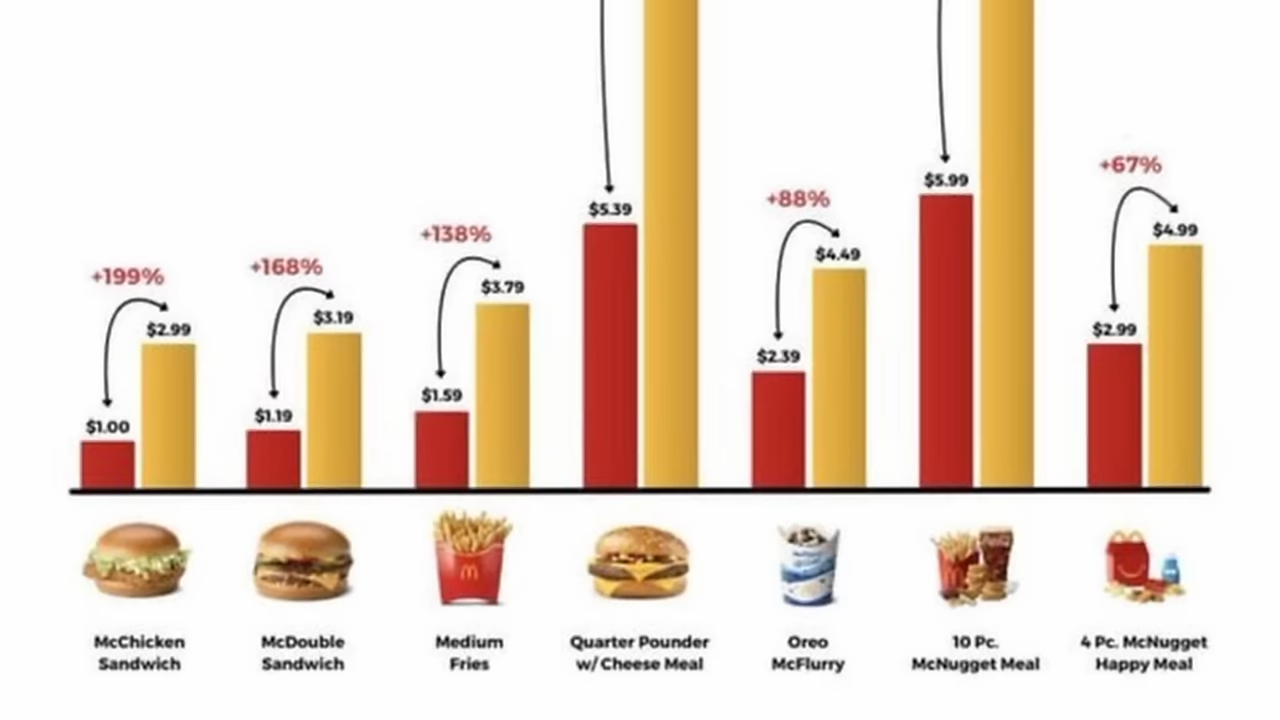 +67%
$5.99
+88%
$5.39
+138%
$4.99
$4.49
+199%
+168%
$3.79
$2.99
$3.19
$2.99
$2.39
$1.59
$1.19
$1.00
McChicken
Sandwich
McDouble
Sandwich
Medium
Fries
Quarter Pounder
w/ Cheese Meal
Oreo
McFlurry
10 Pc.
McNugget Meal
4 Pc. McNugget
Happy Meal